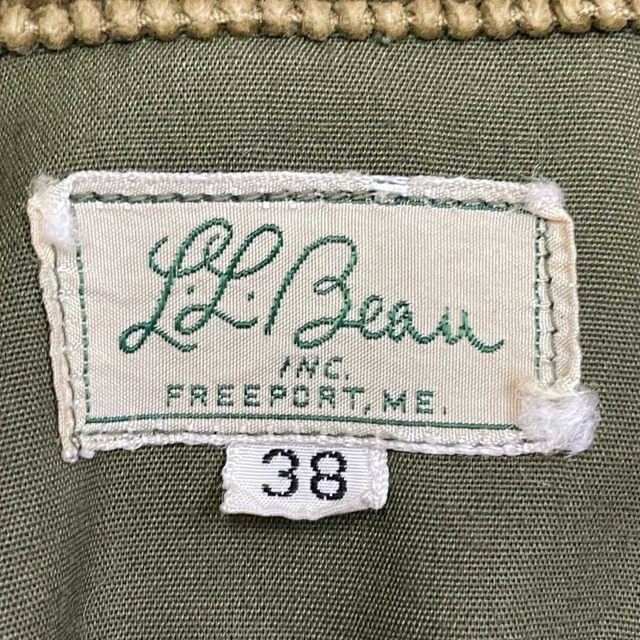 L.L. Bean
INC.
FREEPORT, ME.
38